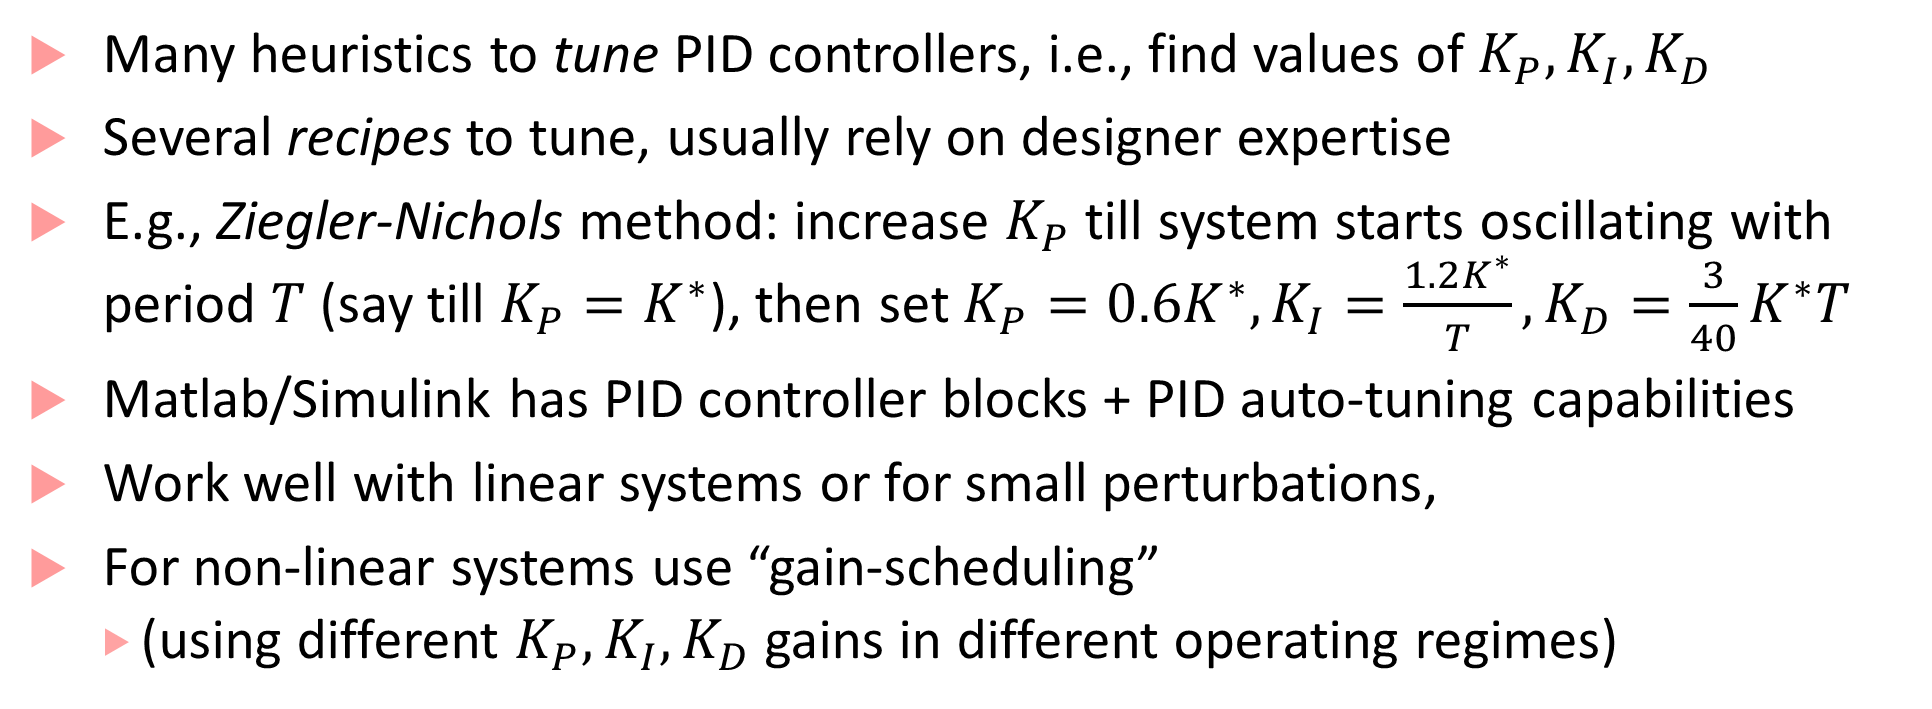 Many heuristics to tune PID controllers, i.e., find values of $K_P, K_I, K_D$
Several recipes to tune, usually rely on designer expertise
E.g., Ziegler-Nichols method: increase $K_P$ till system starts oscillating with
period $T$ (say till $K_P = K^*$), then set $K_P = 0.6K^*, K_I = \frac{1.2K^*}{T}, K_D = \frac{3}{40}K^*T$
Matlab/Simulink has PID controller blocks + PID auto-tuning capabilities
Work well with linear systems or for small perturbations,
For non-linear systems use “gain-scheduling”
(using different $K_P, K_I, K_D$ gains in different operating regimes)